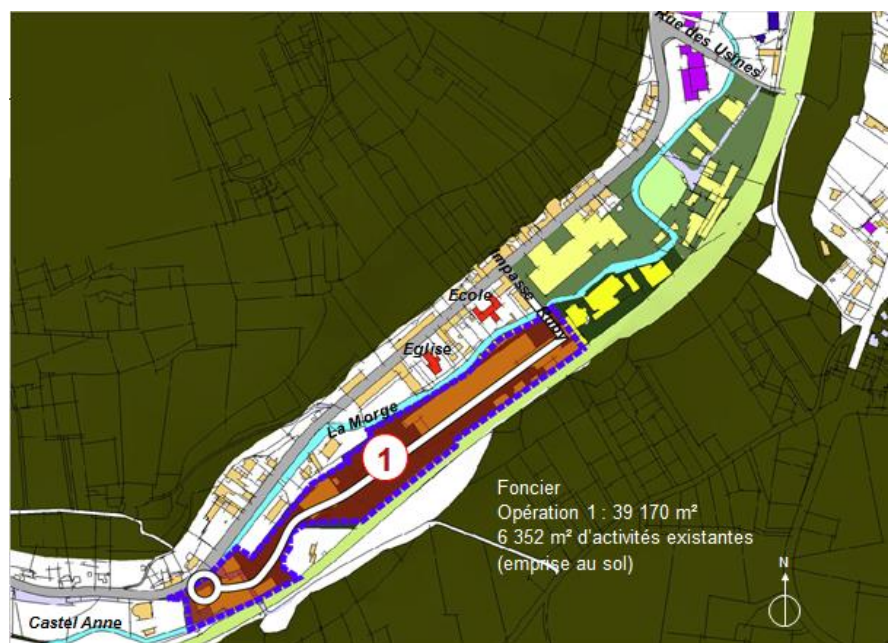 Rue des Usines
Impasse Rony
Ecole
Eglise
La Morge
1
Foncier
Opération 1 : 39 170 m²
6 352 m² d'activités existantes
(emprise au sol)
N
Castel Anne